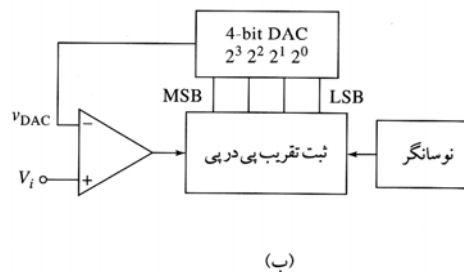 4-bit DAC
2³ 2² 2¹ 2⁰
MSB
LSB
v_DAC
−
ثبت تقریب پی در پی
نوسانگر
V_i
+
(ب)